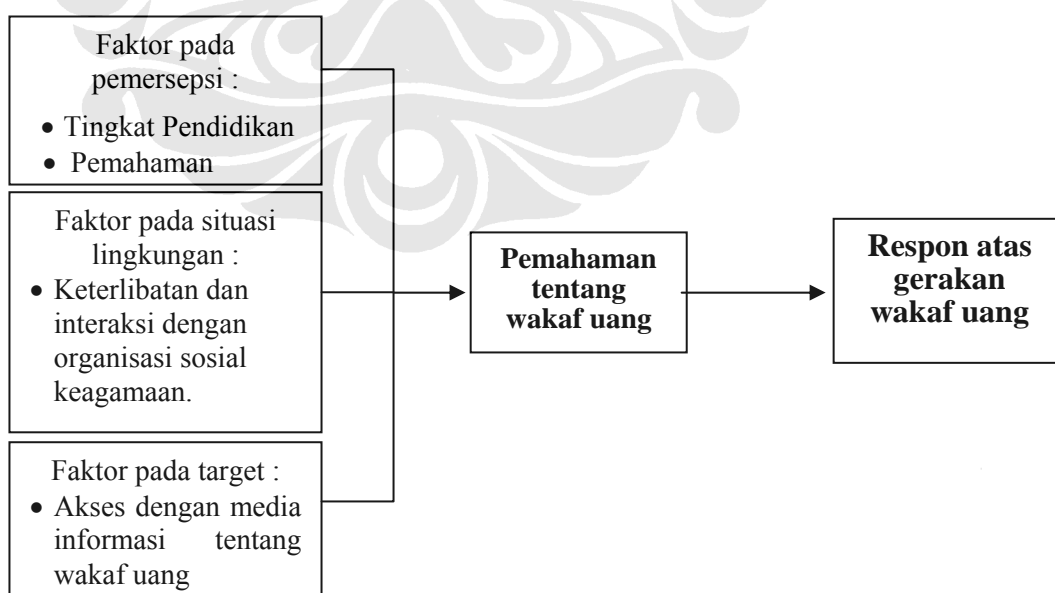 Faktor pada
pemersepsi :
• Tingkat Pendidikan
• Pemahaman
Faktor pada situasi
lingkungan :
• Keterlibatan dan
interaksi dengan
organisasi sosial
keagamaan.
Faktor pada target :
• Akses dengan media
informasi tentang
wakaf uang
Pemahaman
tentang
wakaf uang
Respon atas
gerakan
wakaf uang